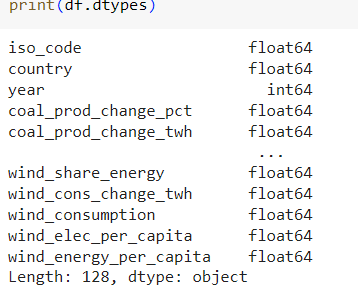 print(df.dtypes)
iso_code float64
country float64
year int64
coal_prod_change_pct float64
coal_prod_change_twh float64
...
wind_share_energy float64
wind_cons_change_twh float64
wind_consumption float64
wind_elec_per_capita float64
wind_energy_per_capita float64
Length: 128, dtype: object